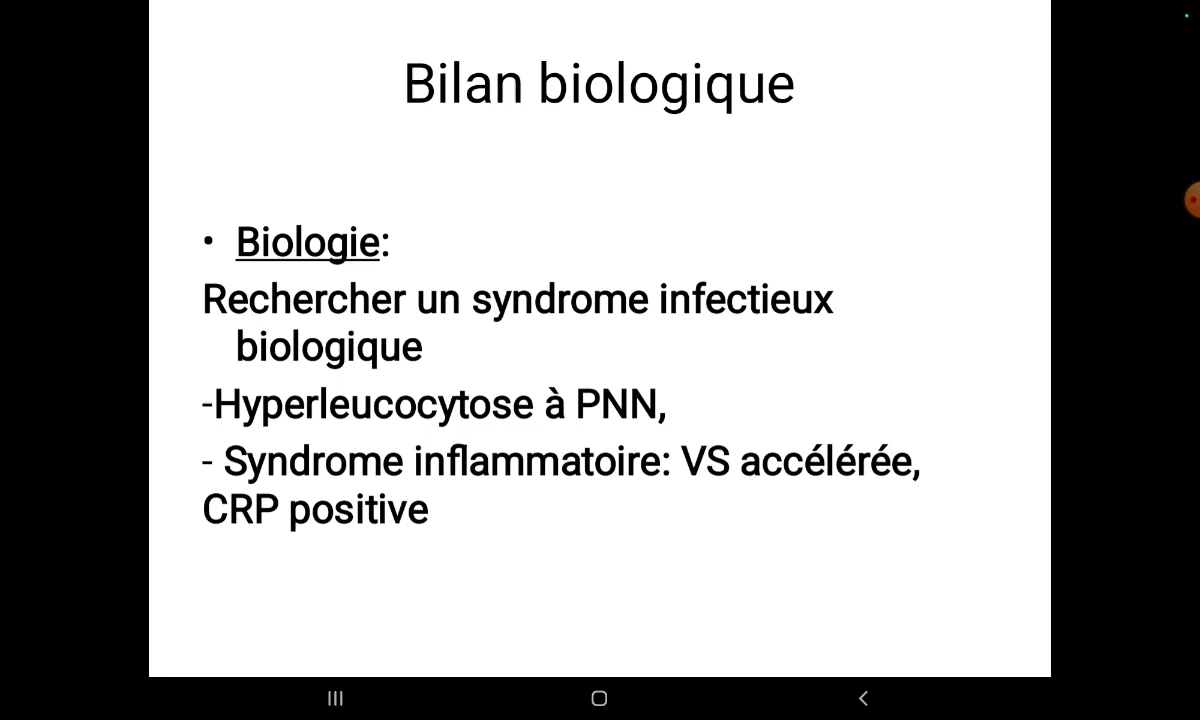 Bilan biologique
• Biologie:
Rechercher un syndrome infectieux
biologique
-Hyperleucocytose à PNN,
- Syndrome inflammatoire: VS accélérée,
CRP positive